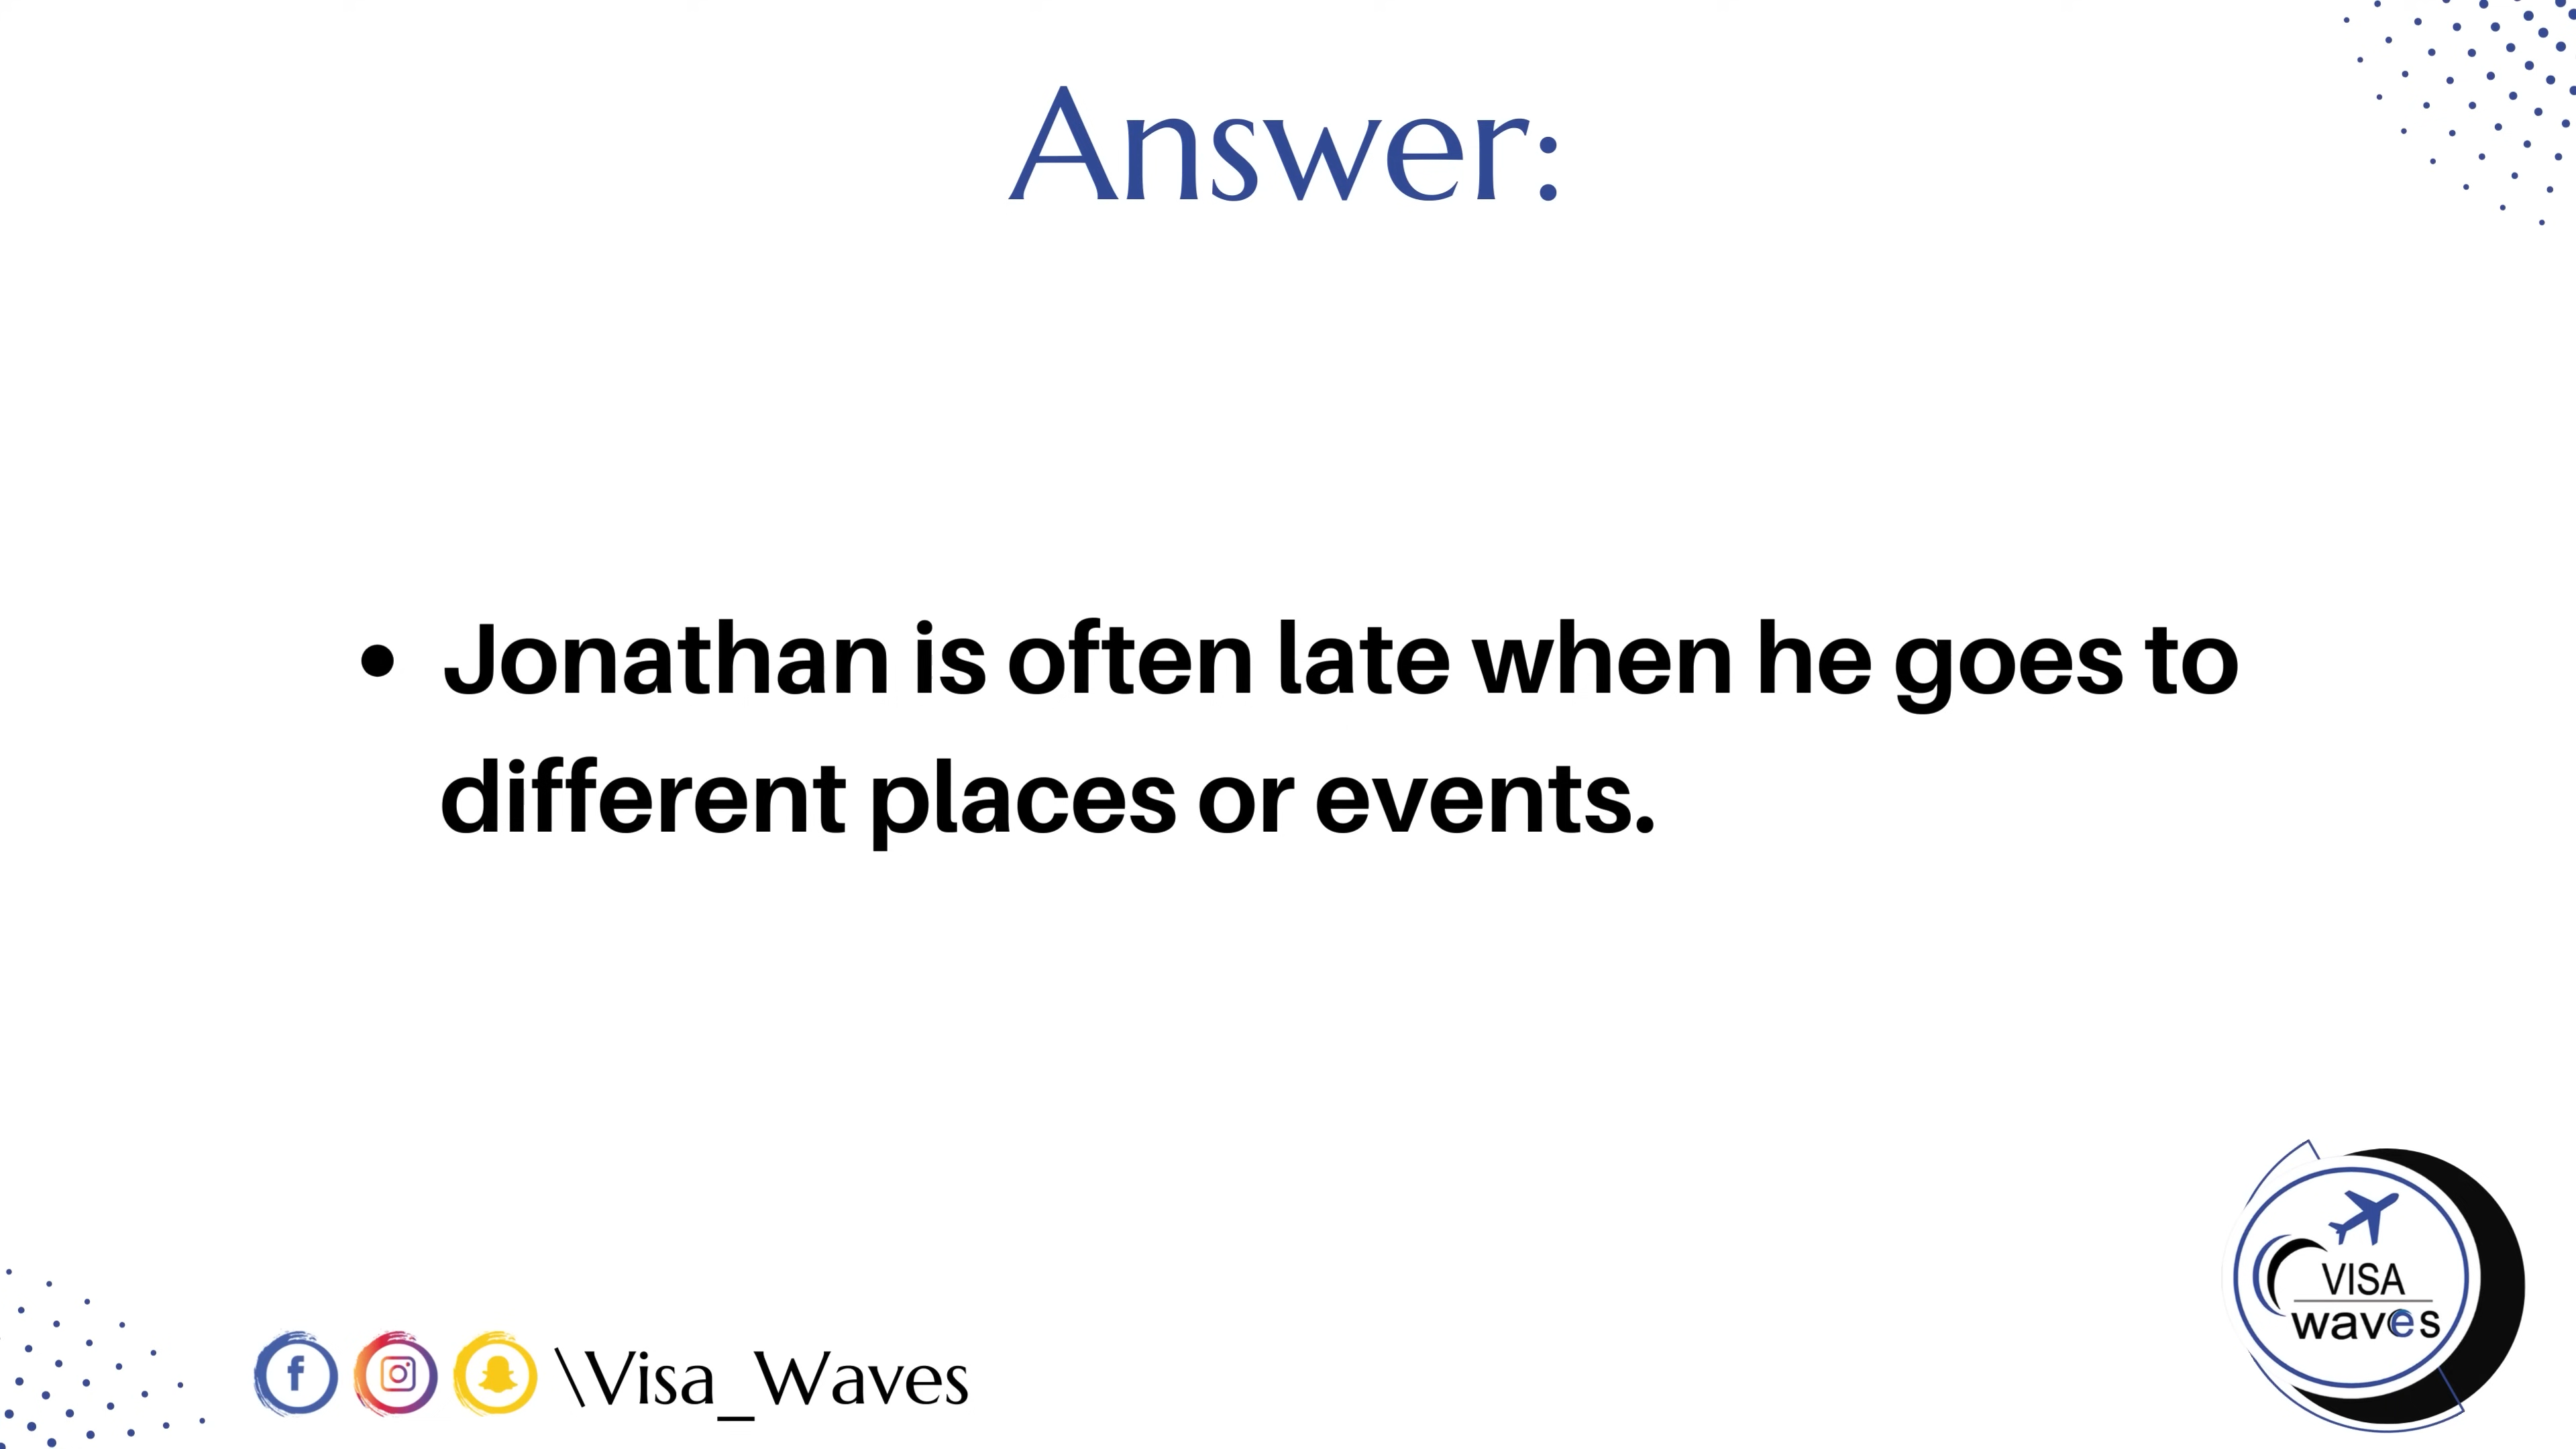 Answer:
• Jonathan is often late when he goes to
different places or events.
\Visa_Waves
VISA
waves